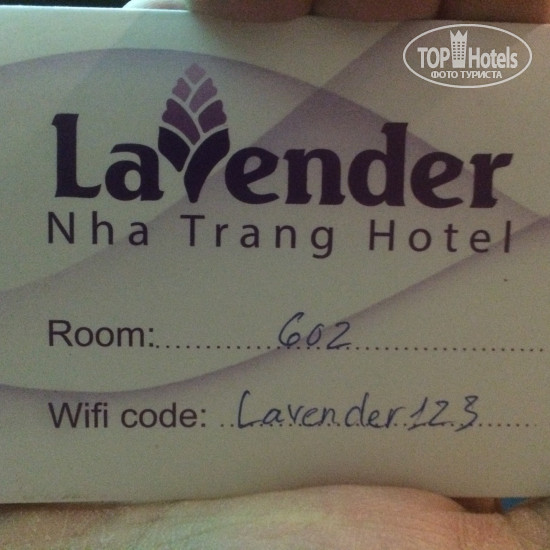 TOP Hotels
ФОТО ТУРИСТА
Lavender
Nha Trang Hotel
Room: 602
Wifi code: Lavender123